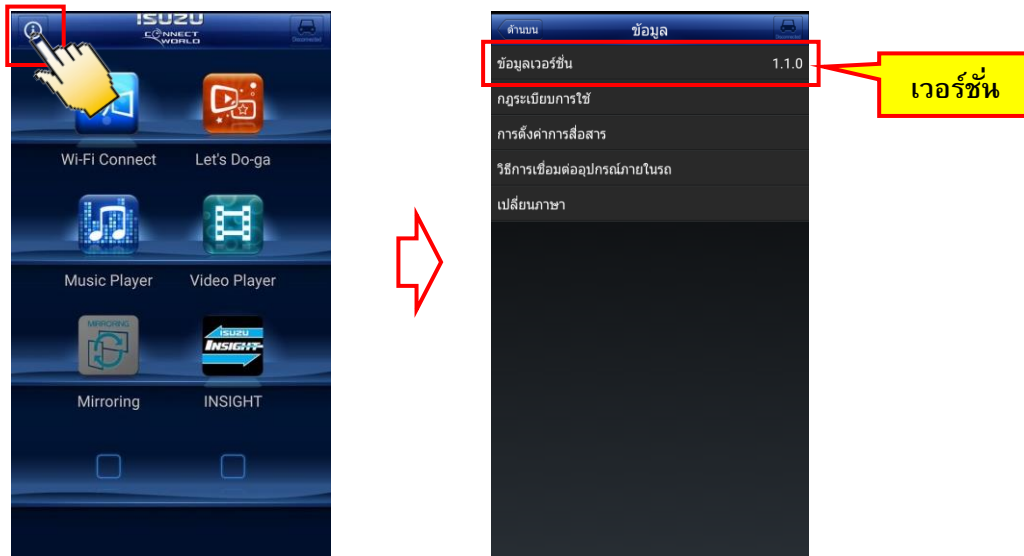 ISUZU
CONNECT
WORLD
Disconnected
Wi-Fi Connect
Let's Do-ga
Music Player
Video Player
MIRRORING
ISUZU
INSIGHT
Mirroring
INSIGHT
ด้านบน
ข้อมูล
Disconnected
ข้อมูลเวอร์ชั่น
1.1.0
กฎระเบียบการใช้
การตั้งค่าการสื่อสาร
วิธีการเชื่อมต่ออุปกรณ์ภายในรถ
เปลี่ยนภาษา
เวอร์ชั่น